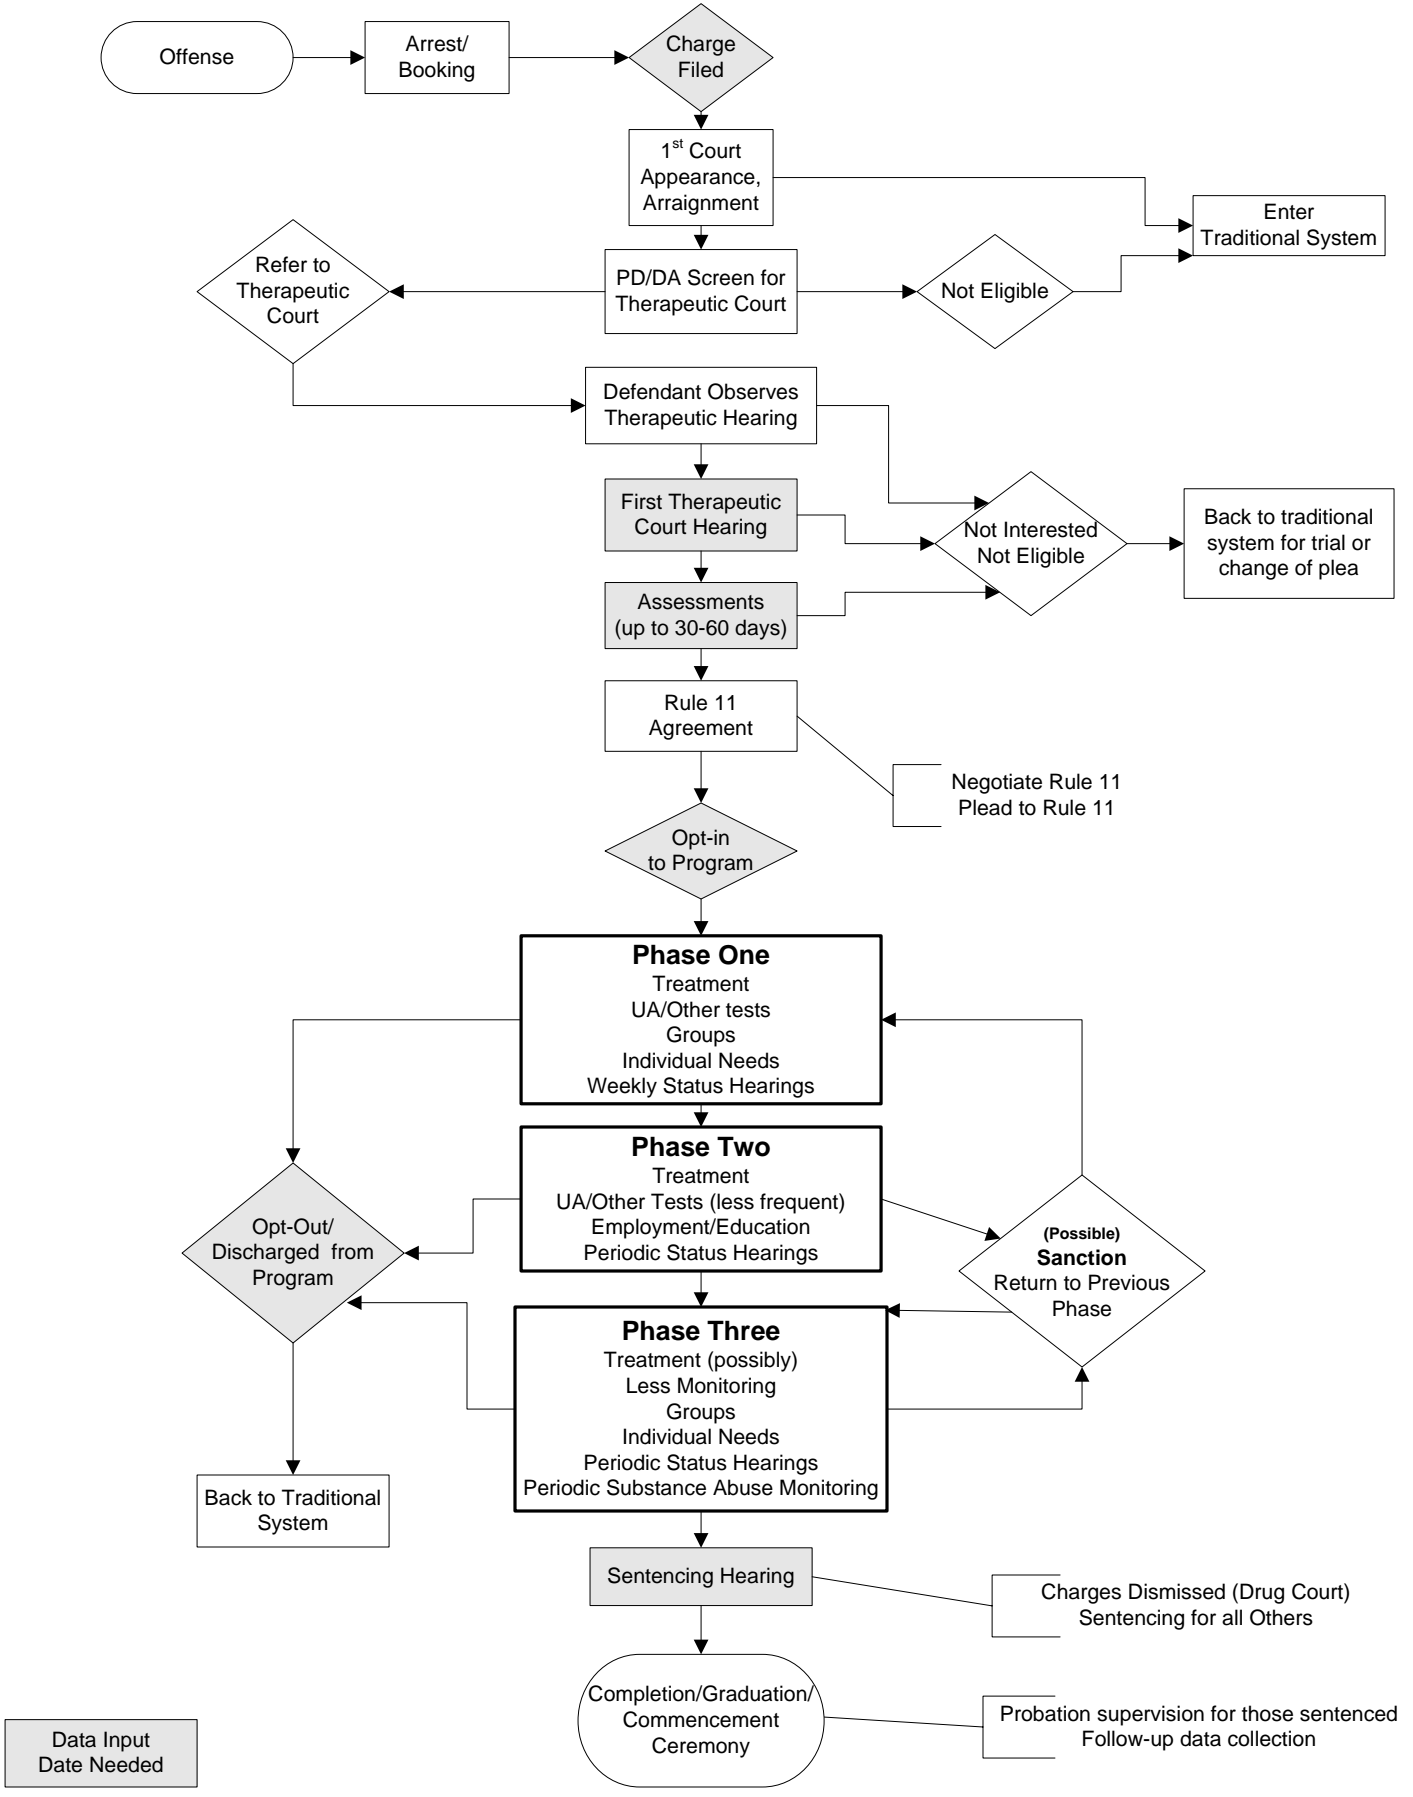 Offense
Arrest/
Booking
Charge
Filed
1st Court
Appearance,
Arraignment
Enter
Traditional System
Refer to
Therapeutic
Court
PD/DA Screen for
Therapeutic Court
Not Eligible
Defendant Observes
Therapeutic Hearing
First Therapeutic
Court Hearing
Not Interested
Not Eligible
Back to traditional
system for trial or
change of plea
Assessments
(up to 30-60 days)
Rule 11
Agreement
Negotiate Rule 11
Plead to Rule 11
Opt-in
to Program
Phase One
Treatment
UA/Other tests
Groups
Individual Needs
Weekly Status Hearings
Phase Two
Treatment
UA/Other Tests (less frequent)
Employment/Education
Periodic Status Hearings
Opt-Out/
Discharged from
Program
(Possible)
Sanction
Return to Previous
Phase
Phase Three
Treatment (possibly)
Less Monitoring
Groups
Individual Needs
Periodic Status Hearings
Periodic Substance Abuse Monitoring
Back to Traditional
System
Sentencing Hearing
Charges Dismissed (Drug Court)
Sentencing for all Others
Completion/Graduation/
Commencement
Ceremony
Probation supervision for those sentenced
Follow-up data collection
Data Input
Date Needed